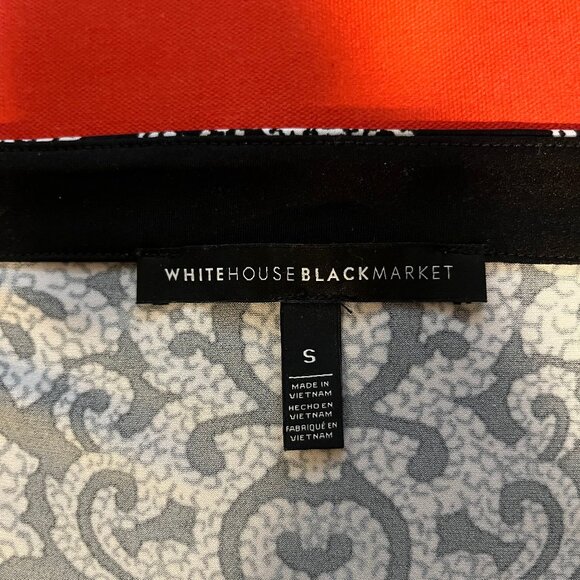 WHITEHOUSEBLACKMARKET
S
MADE IN
VIETNAM
HECHO EN
VIETNAM
FABRIQUÉ EN
VIETNAM